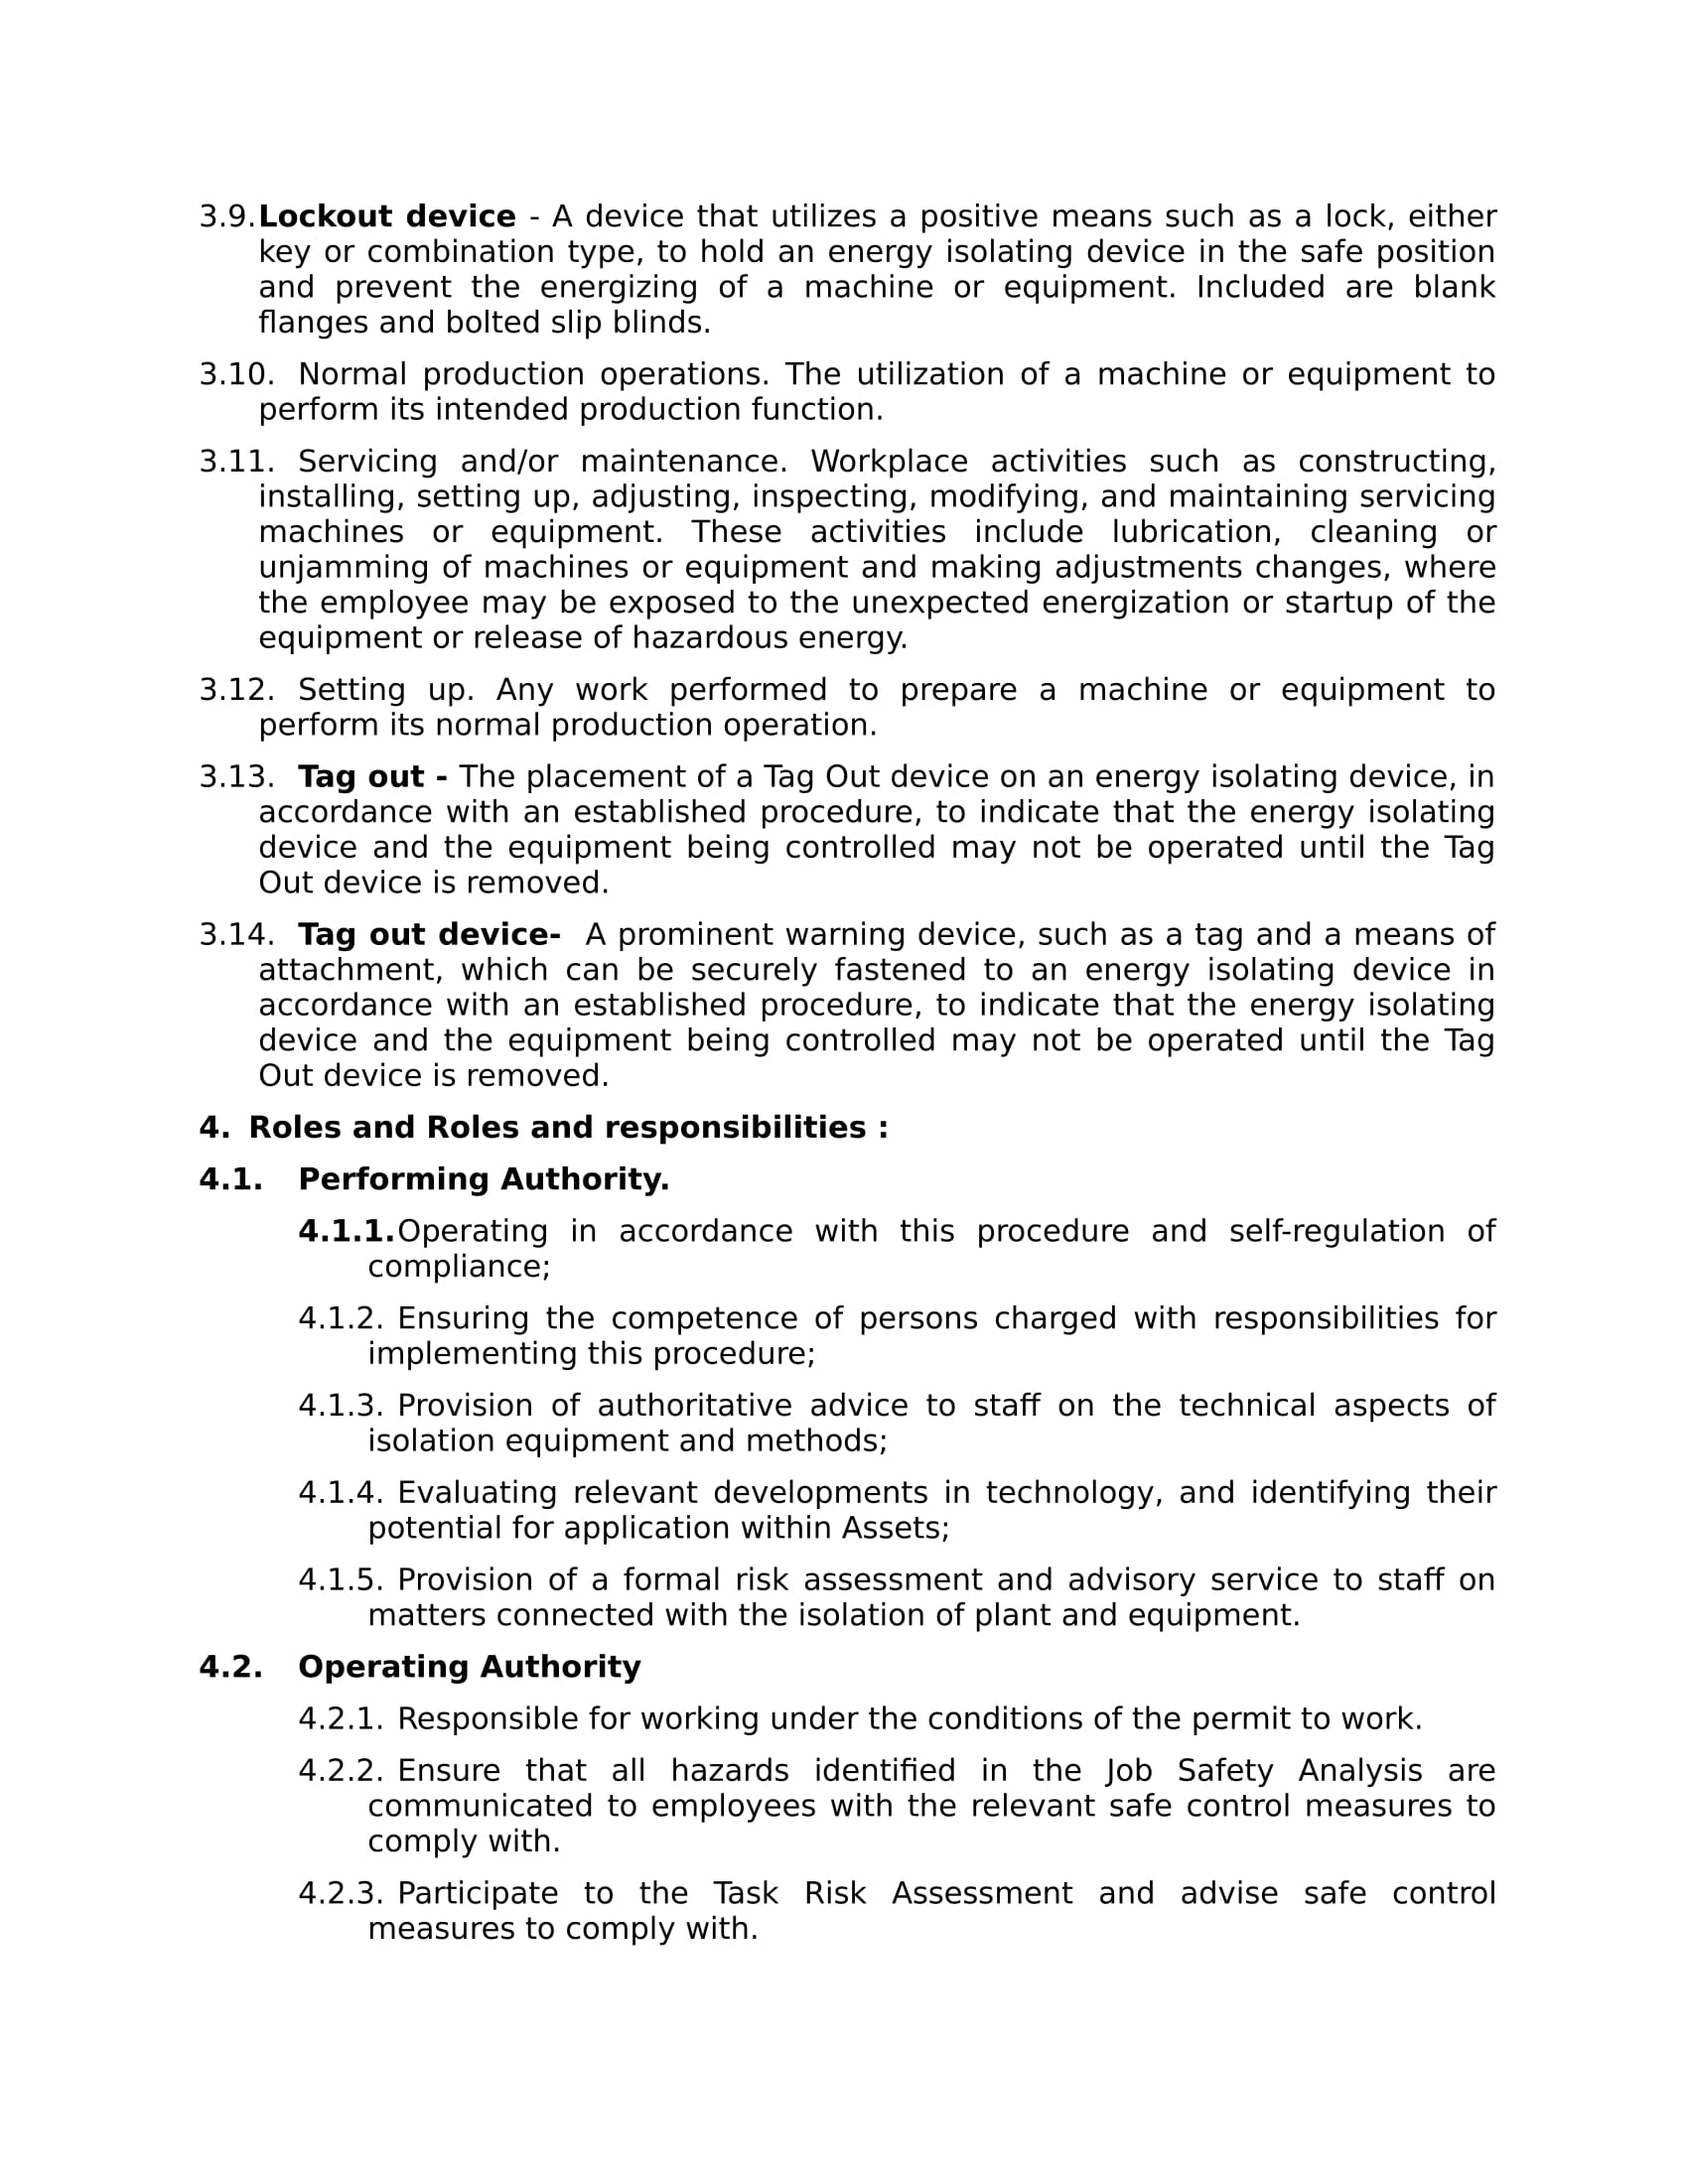 3.9. Lockout device - A device that utilizes a positive means such as a lock, either
key or combination type, to hold an energy isolating device in the safe position
and prevent the energizing of a machine or equipment. Included are blank
flanges and bolted slip blinds.
3.10. Normal production operations. The utilization of a machine or equipment to
perform its intended production function.
3.11. Servicing and/or maintenance. Workplace activities such as constructing,
installing, setting up, adjusting, inspecting, modifying, and maintaining servicing
machines or equipment. These activities include lubrication, cleaning or
unjamming of machines or equipment and making adjustments changes, where
the employee may be exposed to the unexpected energization or startup of the
equipment or release of hazardous energy.
3.12. Setting up. Any work performed to prepare a machine or equipment to
perform its normal production operation.
3.13. Tag out - The placement of a Tag Out device on an energy isolating device, in
accordance with an established procedure, to indicate that the energy isolating
device and the equipment being controlled may not be operated until the Tag
Out device is removed.
3.14. Tag out device- A prominent warning device, such as a tag and a means of
attachment, which can be securely fastened to an energy isolating device in
accordance with an established procedure, to indicate that the energy isolating
device and the equipment being controlled may not be operated until the Tag
Out device is removed.
4. Roles and Roles and responsibilities :
4.1. Performing Authority.
4.1.1. Operating in accordance with this procedure and self-regulation of
compliance;
4.1.2. Ensuring the competence of persons charged with responsibilities for
implementing this procedure;
4.1.3. Provision of authoritative advice to staff on the technical aspects of
isolation equipment and methods;
4.1.4. Evaluating relevant developments in technology, and identifying their
potential for application within Assets;
4.1.5. Provision of a formal risk assessment and advisory service to staff on
matters connected with the isolation of plant and equipment.
4.2. Operating Authority
4.2.1. Responsible for working under the conditions of the permit to work.
4.2.2. Ensure that all hazards identified in the Job Safety Analysis are
communicated to employees with the relevant safe control measures to
comply with.
4.2.3. Participate to the Task Risk Assessment and advise safe control
measures to comply with.